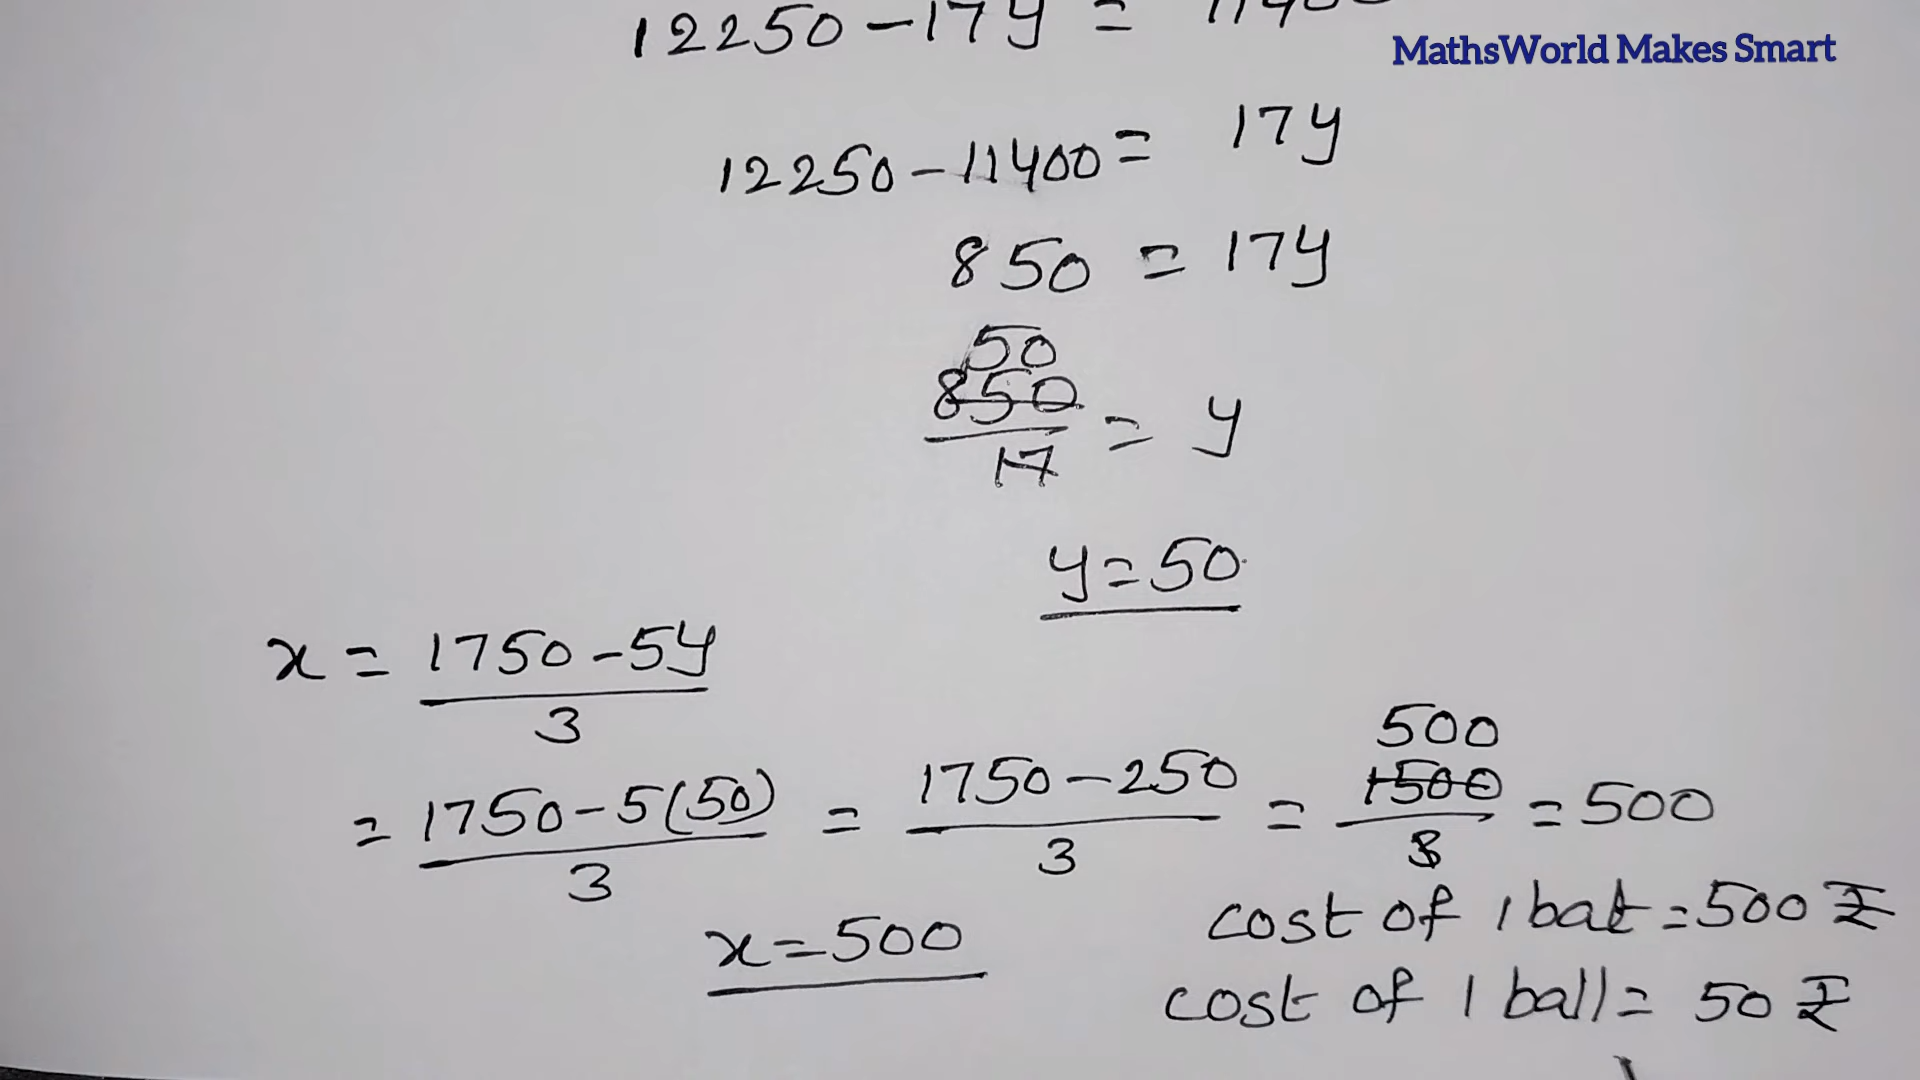 12250-17y = 11400
MathsWorld Makes Smart
12250-11400 = 17y
850 = 17y
50
850/17 = y
y=50
x = 1750-5y/3
500
= 1750-5(50)/3 = 1750-250/3 = 1500/3 = 500
x=500
cost of 1 bat = 500 ₹
cost of 1 ball = 50 ₹